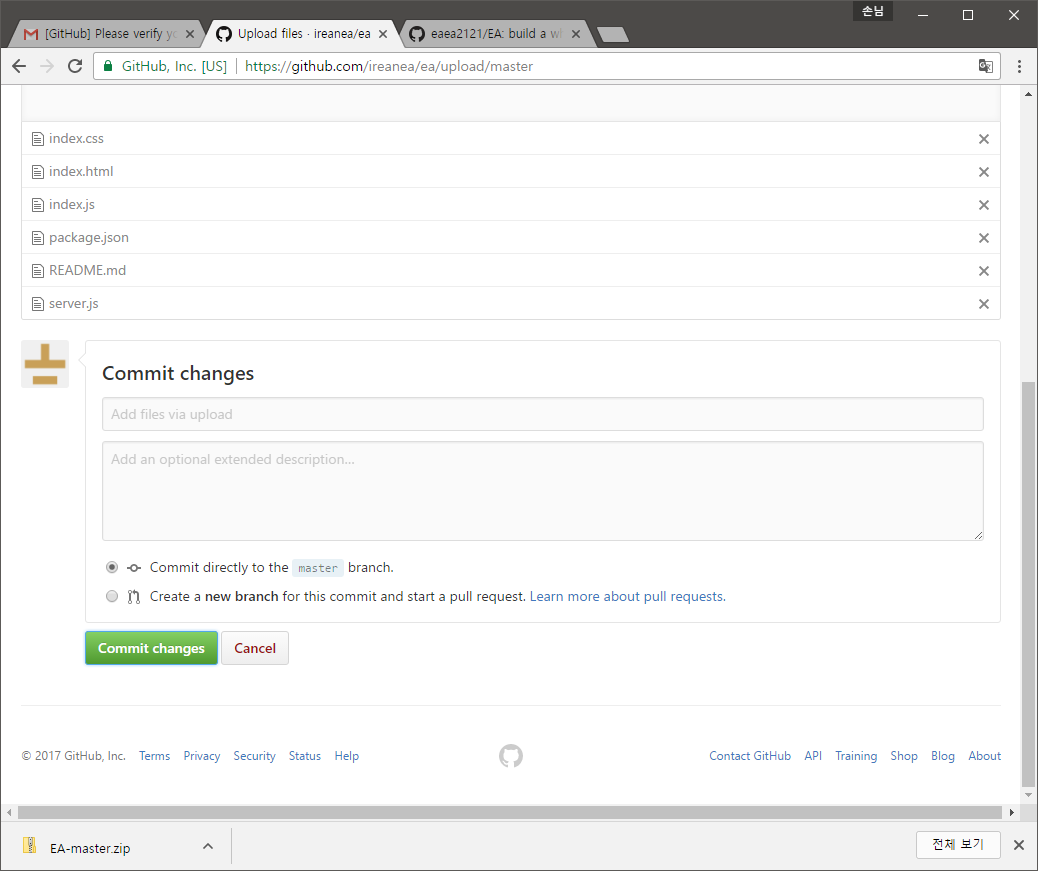 손님
[GitHub] Please verify yo
Upload files · ireanea/ea
eaea2121/EA: build a wh
GitHub, Inc. [US] https://github.com/ireanea/ea/upload/master
index.css
index.html
index.js
package.json
README.md
server.js
Commit changes
Add files via upload
Add an optional extended description...
Commit directly to the master branch.
Create a new branch for this commit and start a pull request. Learn more about pull requests.
Commit changes Cancel
© 2017 GitHub, Inc. Terms Privacy Security Status Help Contact GitHub API Training Shop Blog About
EA-master.zip 전체 보기